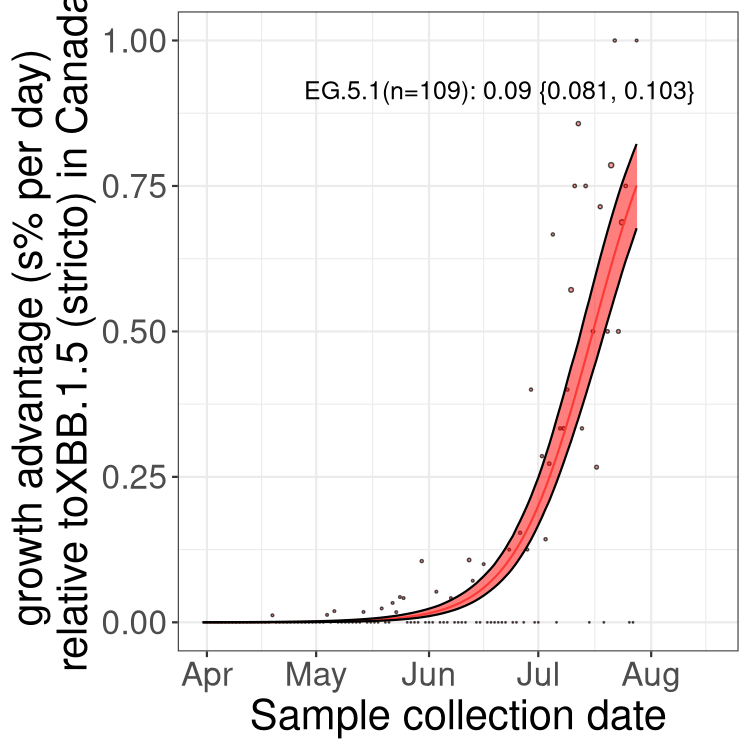 growth advantage (s% per day)
relative toXBB.1.5 (stricto) in Canada
1.00
0.75
0.50
0.25
0.00
EG.5.1(n=109): 0.09 {0.081, 0.103}
Apr May Jun Jul Aug
Sample collection date